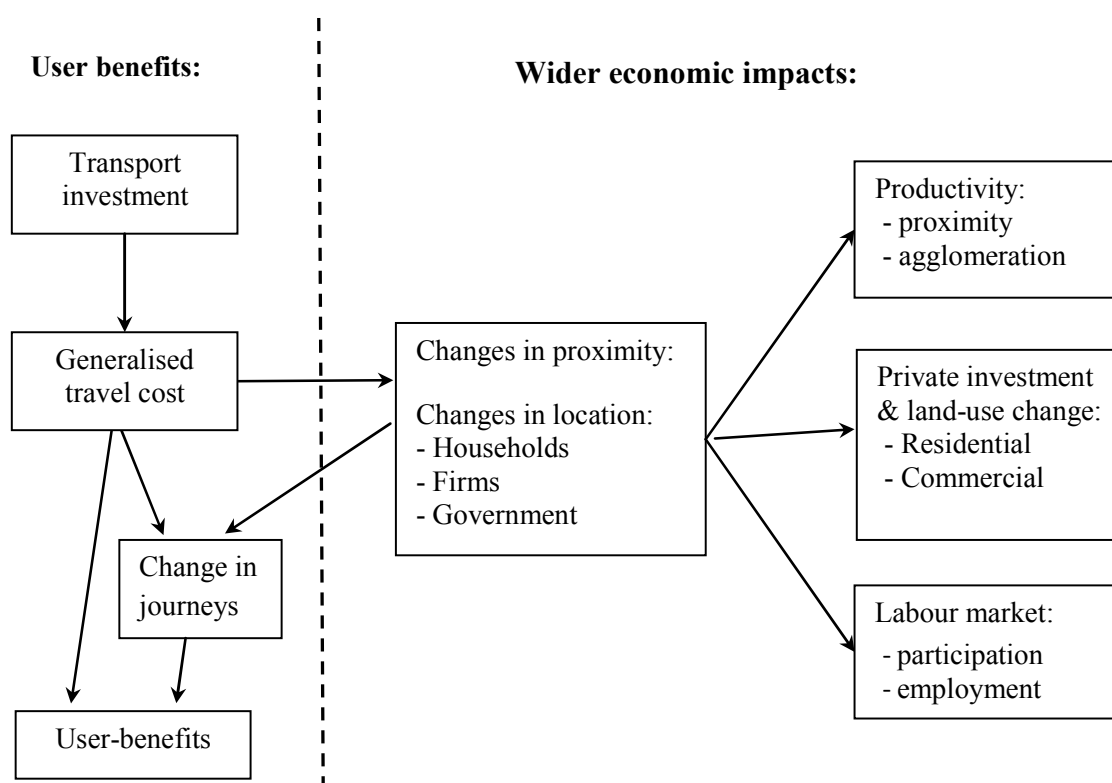 User benefits:
Wider economic impacts:
Transport
investment
Generalised
travel cost
Change in
journeys
User-benefits
Changes in proximity:
Changes in location:
- Households
- Firms
- Government
Productivity:
- proximity
- agglomeration
Private investment
& land-use change:
- Residential
- Commercial
Labour market:
- participation
- employment